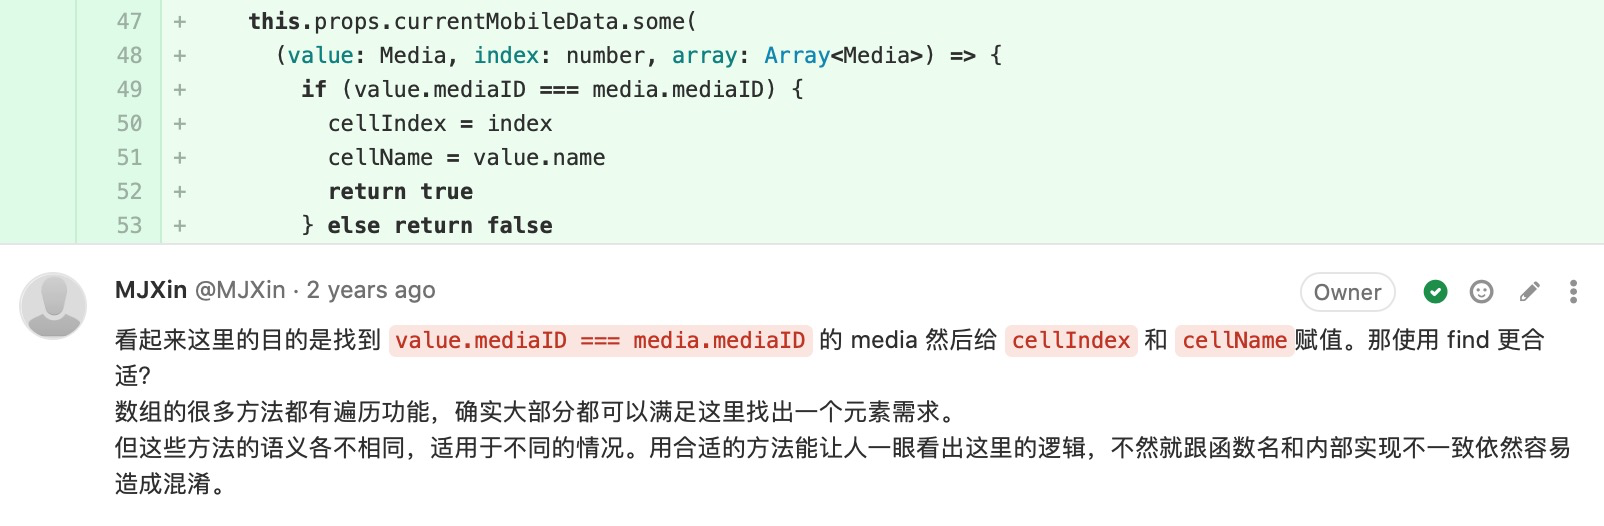 47 + this.props.currentMobileData.some(
48 + (value: Media, index: number, array: Array<Media>) => {
49 + if (value.mediaID === media.mediaID) {
50 + cellIndex = index
51 + cellName = value.name
52 + return true
53 + } else return false
MJXin @MJXin · 2 years ago Owner
看起来这里的目的是找到 value.mediaID === media.mediaID 的 media 然后给 cellIndex 和 cellName赋值。那使用 find 更合
适?
数组的很多方法都有遍历功能，确实大部分都可以满足这里找出一个元素需求。
但这些方法的语义各不相同，适用于不同的情况。用合适的方法能让人一眼看出这里的逻辑，不然就跟函数名和内部实现不一致依然容易
造成混淆。